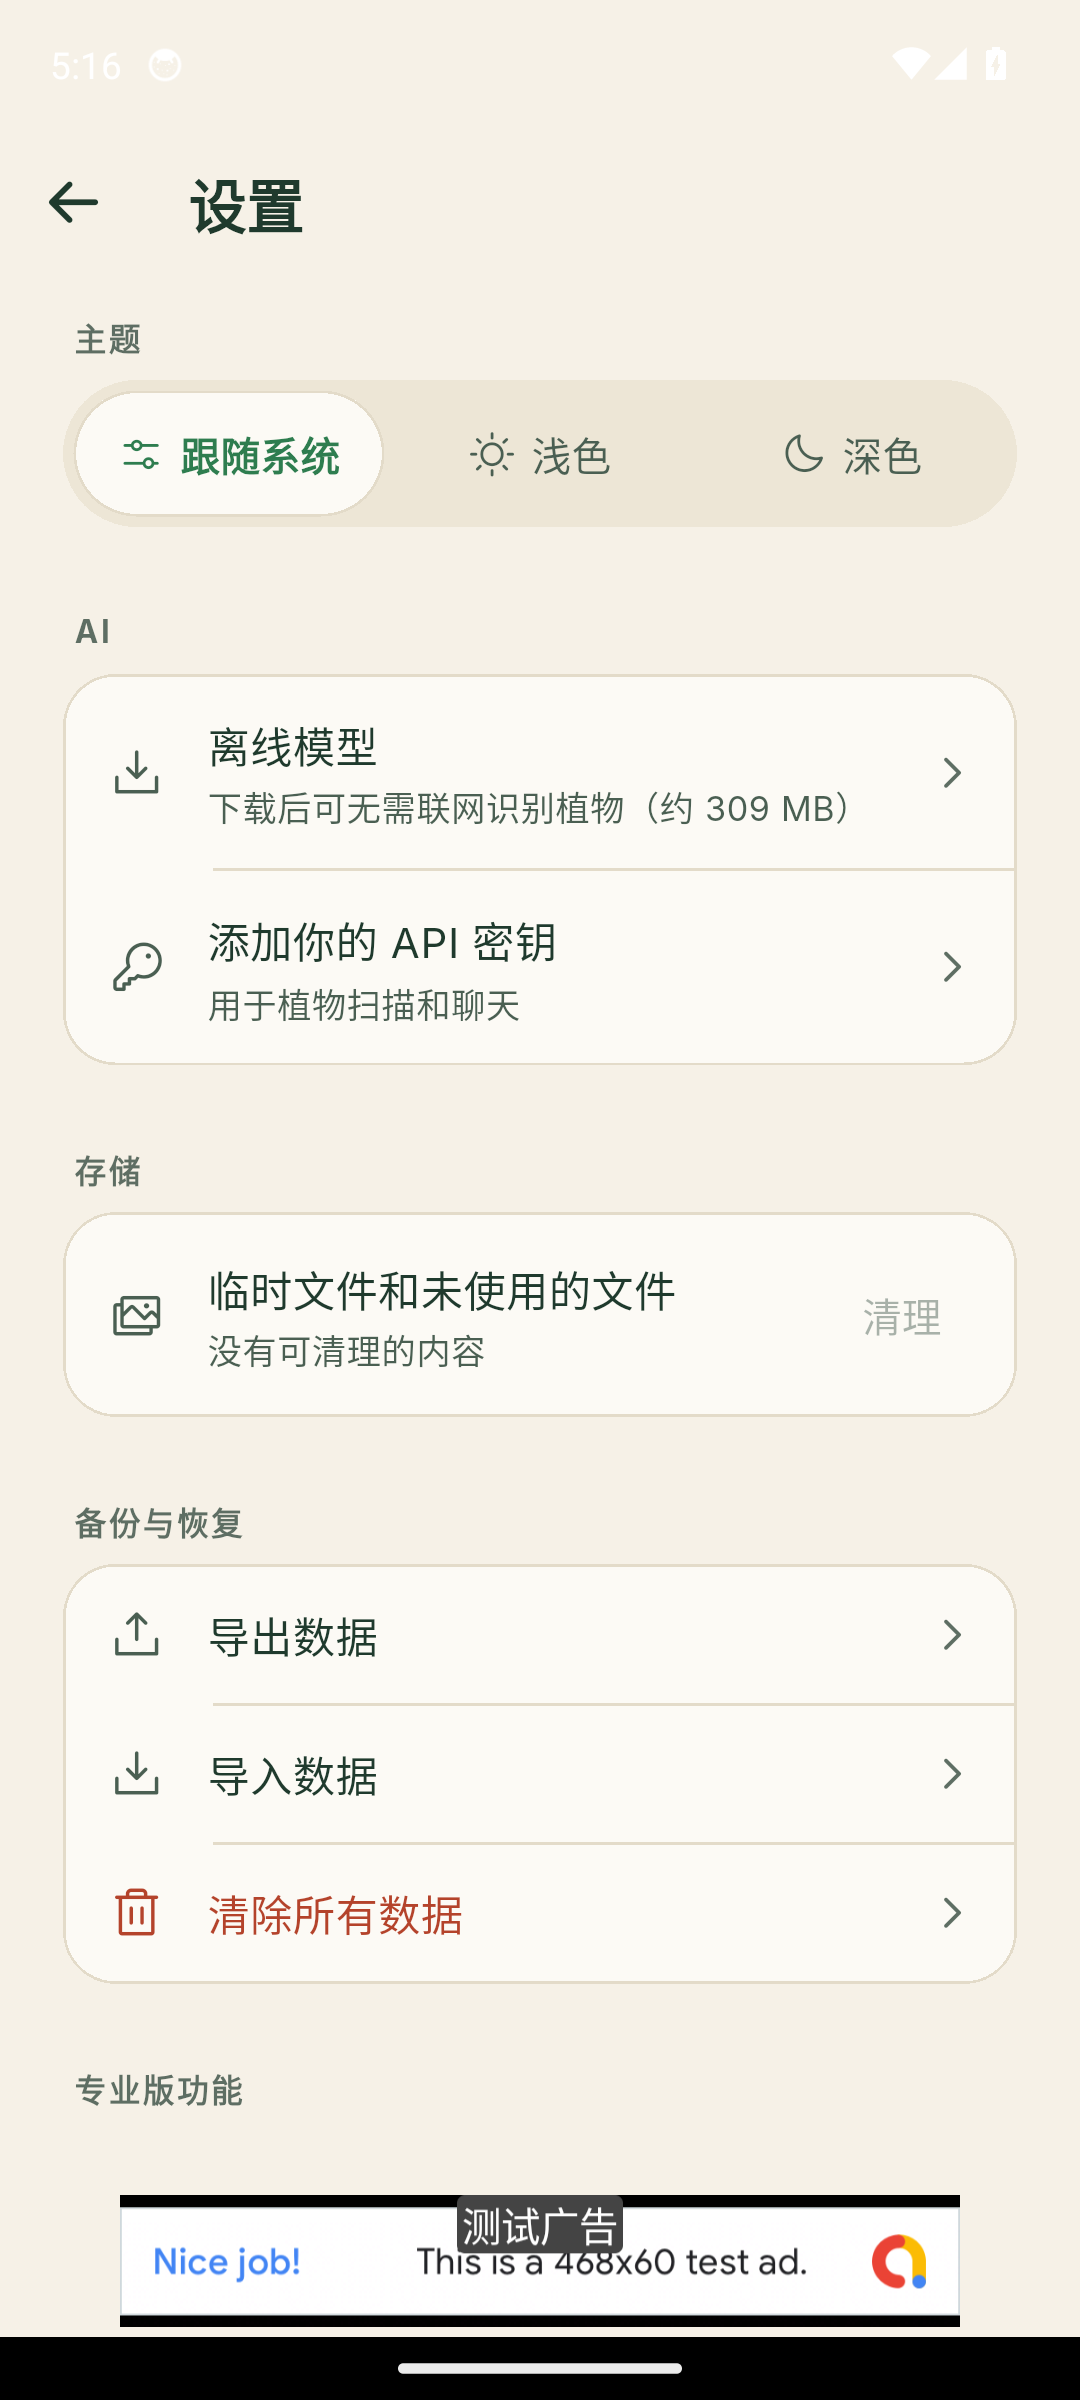 5:16
设置
主题
跟随系统
浅色
深色
AI
离线模型
下载后可无需联网识别植物（约 309 MB）
添加你的 API 密钥
用于植物扫描和聊天
存储
临时文件和未使用的文件
没有可清理的内容
清理
备份与恢复
导出数据
导入数据
清除所有数据
专业版功能
测试广告
Nice job!
This is a 468x60 test ad.